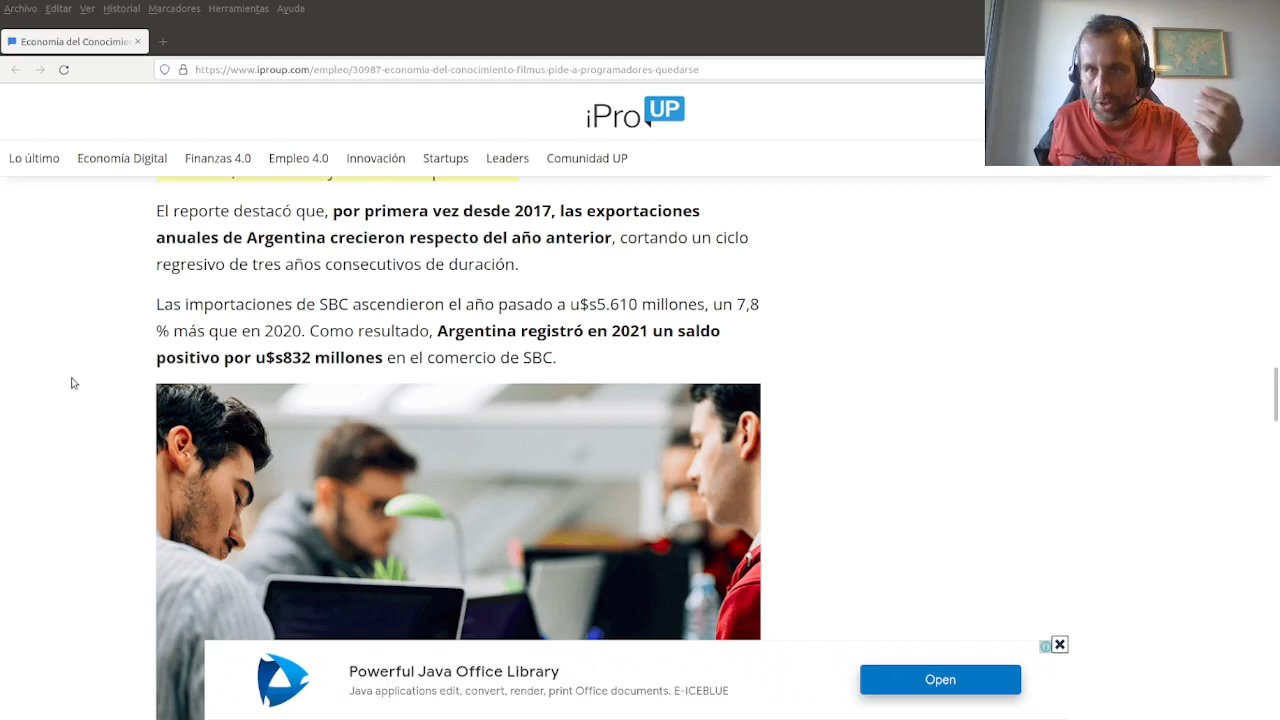 Archivo Editar Ver Historial Marcadores Herramientas Ayuda
Economía del Conocimie
https://www.iproup.com/empleo/30987-economia-del-conocimiento-filmus-pide-a-programadores-quedarse
iPro UP
Lo último Economía Digital Finanzas 4.0 Empleo 4.0 Innovación Startups Leaders Comunidad UP
El reporte destacó que, por primera vez desde 2017, las exportaciones
anuales de Argentina crecieron respecto del año anterior, cortando un ciclo
regresivo de tres años consecutivos de duración.
Las importaciones de SBC ascendieron el año pasado a u$s5.610 millones, un 7,8
% más que en 2020. Como resultado, Argentina registró en 2021 un saldo
positivo por u$s832 millones en el comercio de SBC.
Powerful Java Office Library
Java applications edit, convert, render, print Office documents. E-ICEBLUE
Open